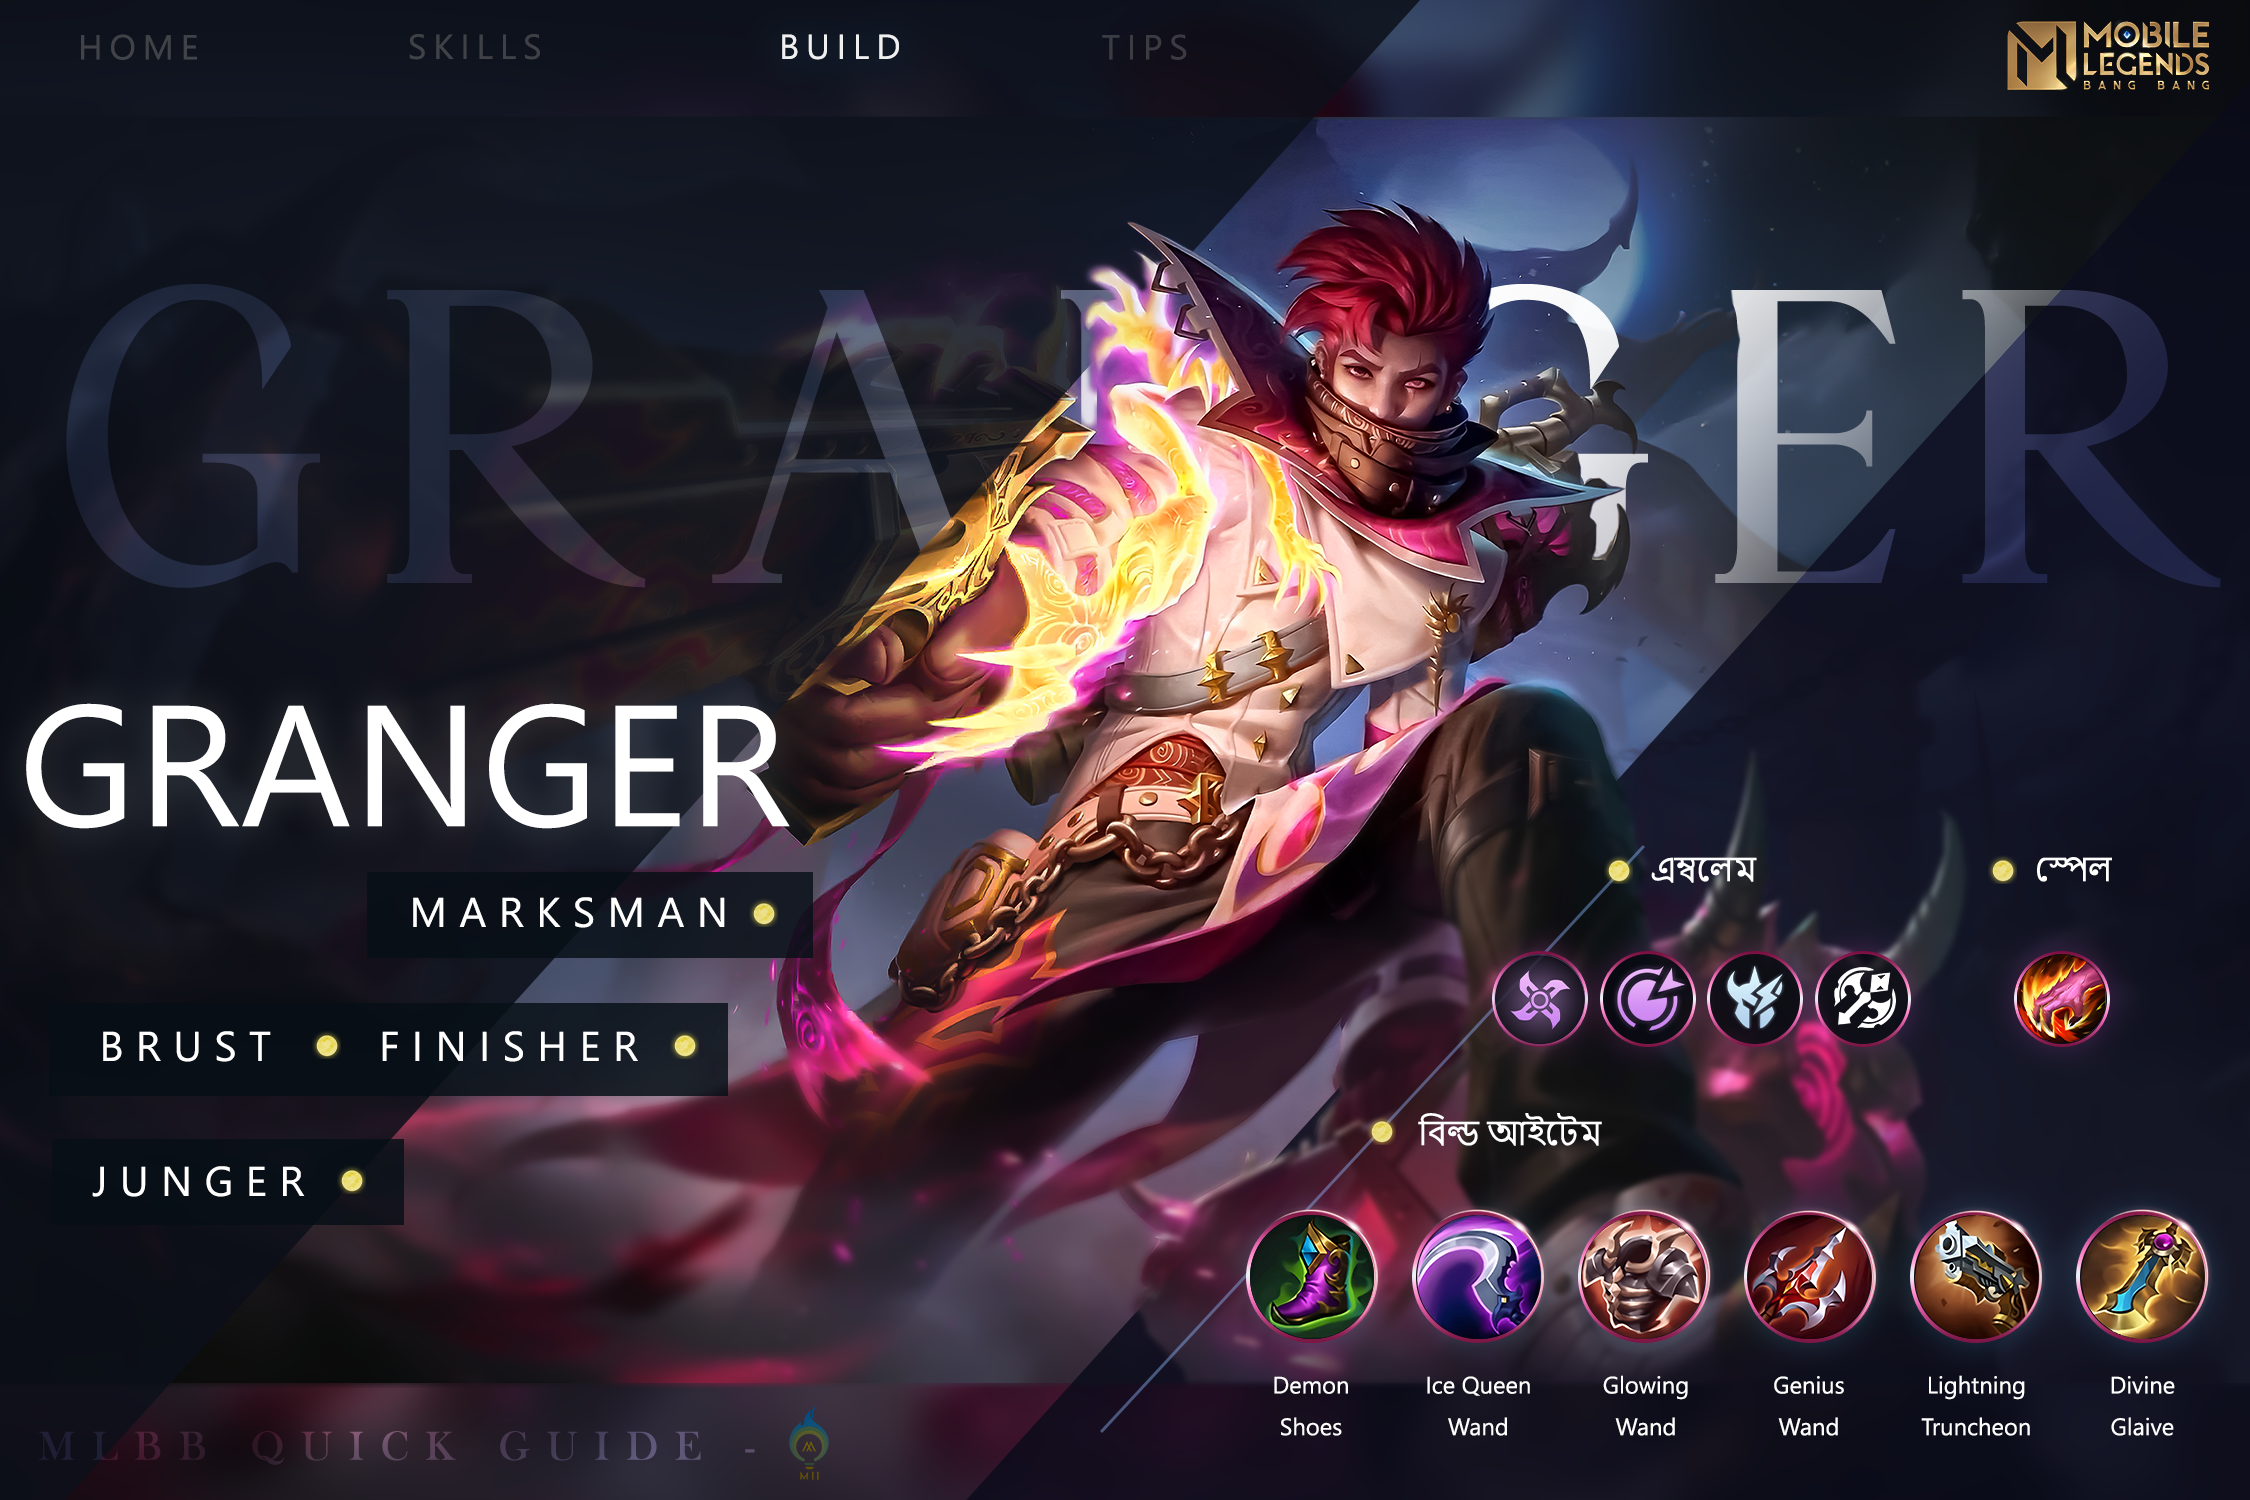 HOME SKILLS BUILD TIPS
MOBILE
LEGENDS
BANG BANG
GRANGER
GRANGER
MARKSMAN
BRUST FINISHER
JUNGER
এম্বলেম স্পেল
বিল্ড আইটেম
Demon Shoes
Ice Queen Wand
Glowing Wand
Genius Wand
Lightning Truncheon
Divine Glaive
MLBB QUICK GUIDE -
MII